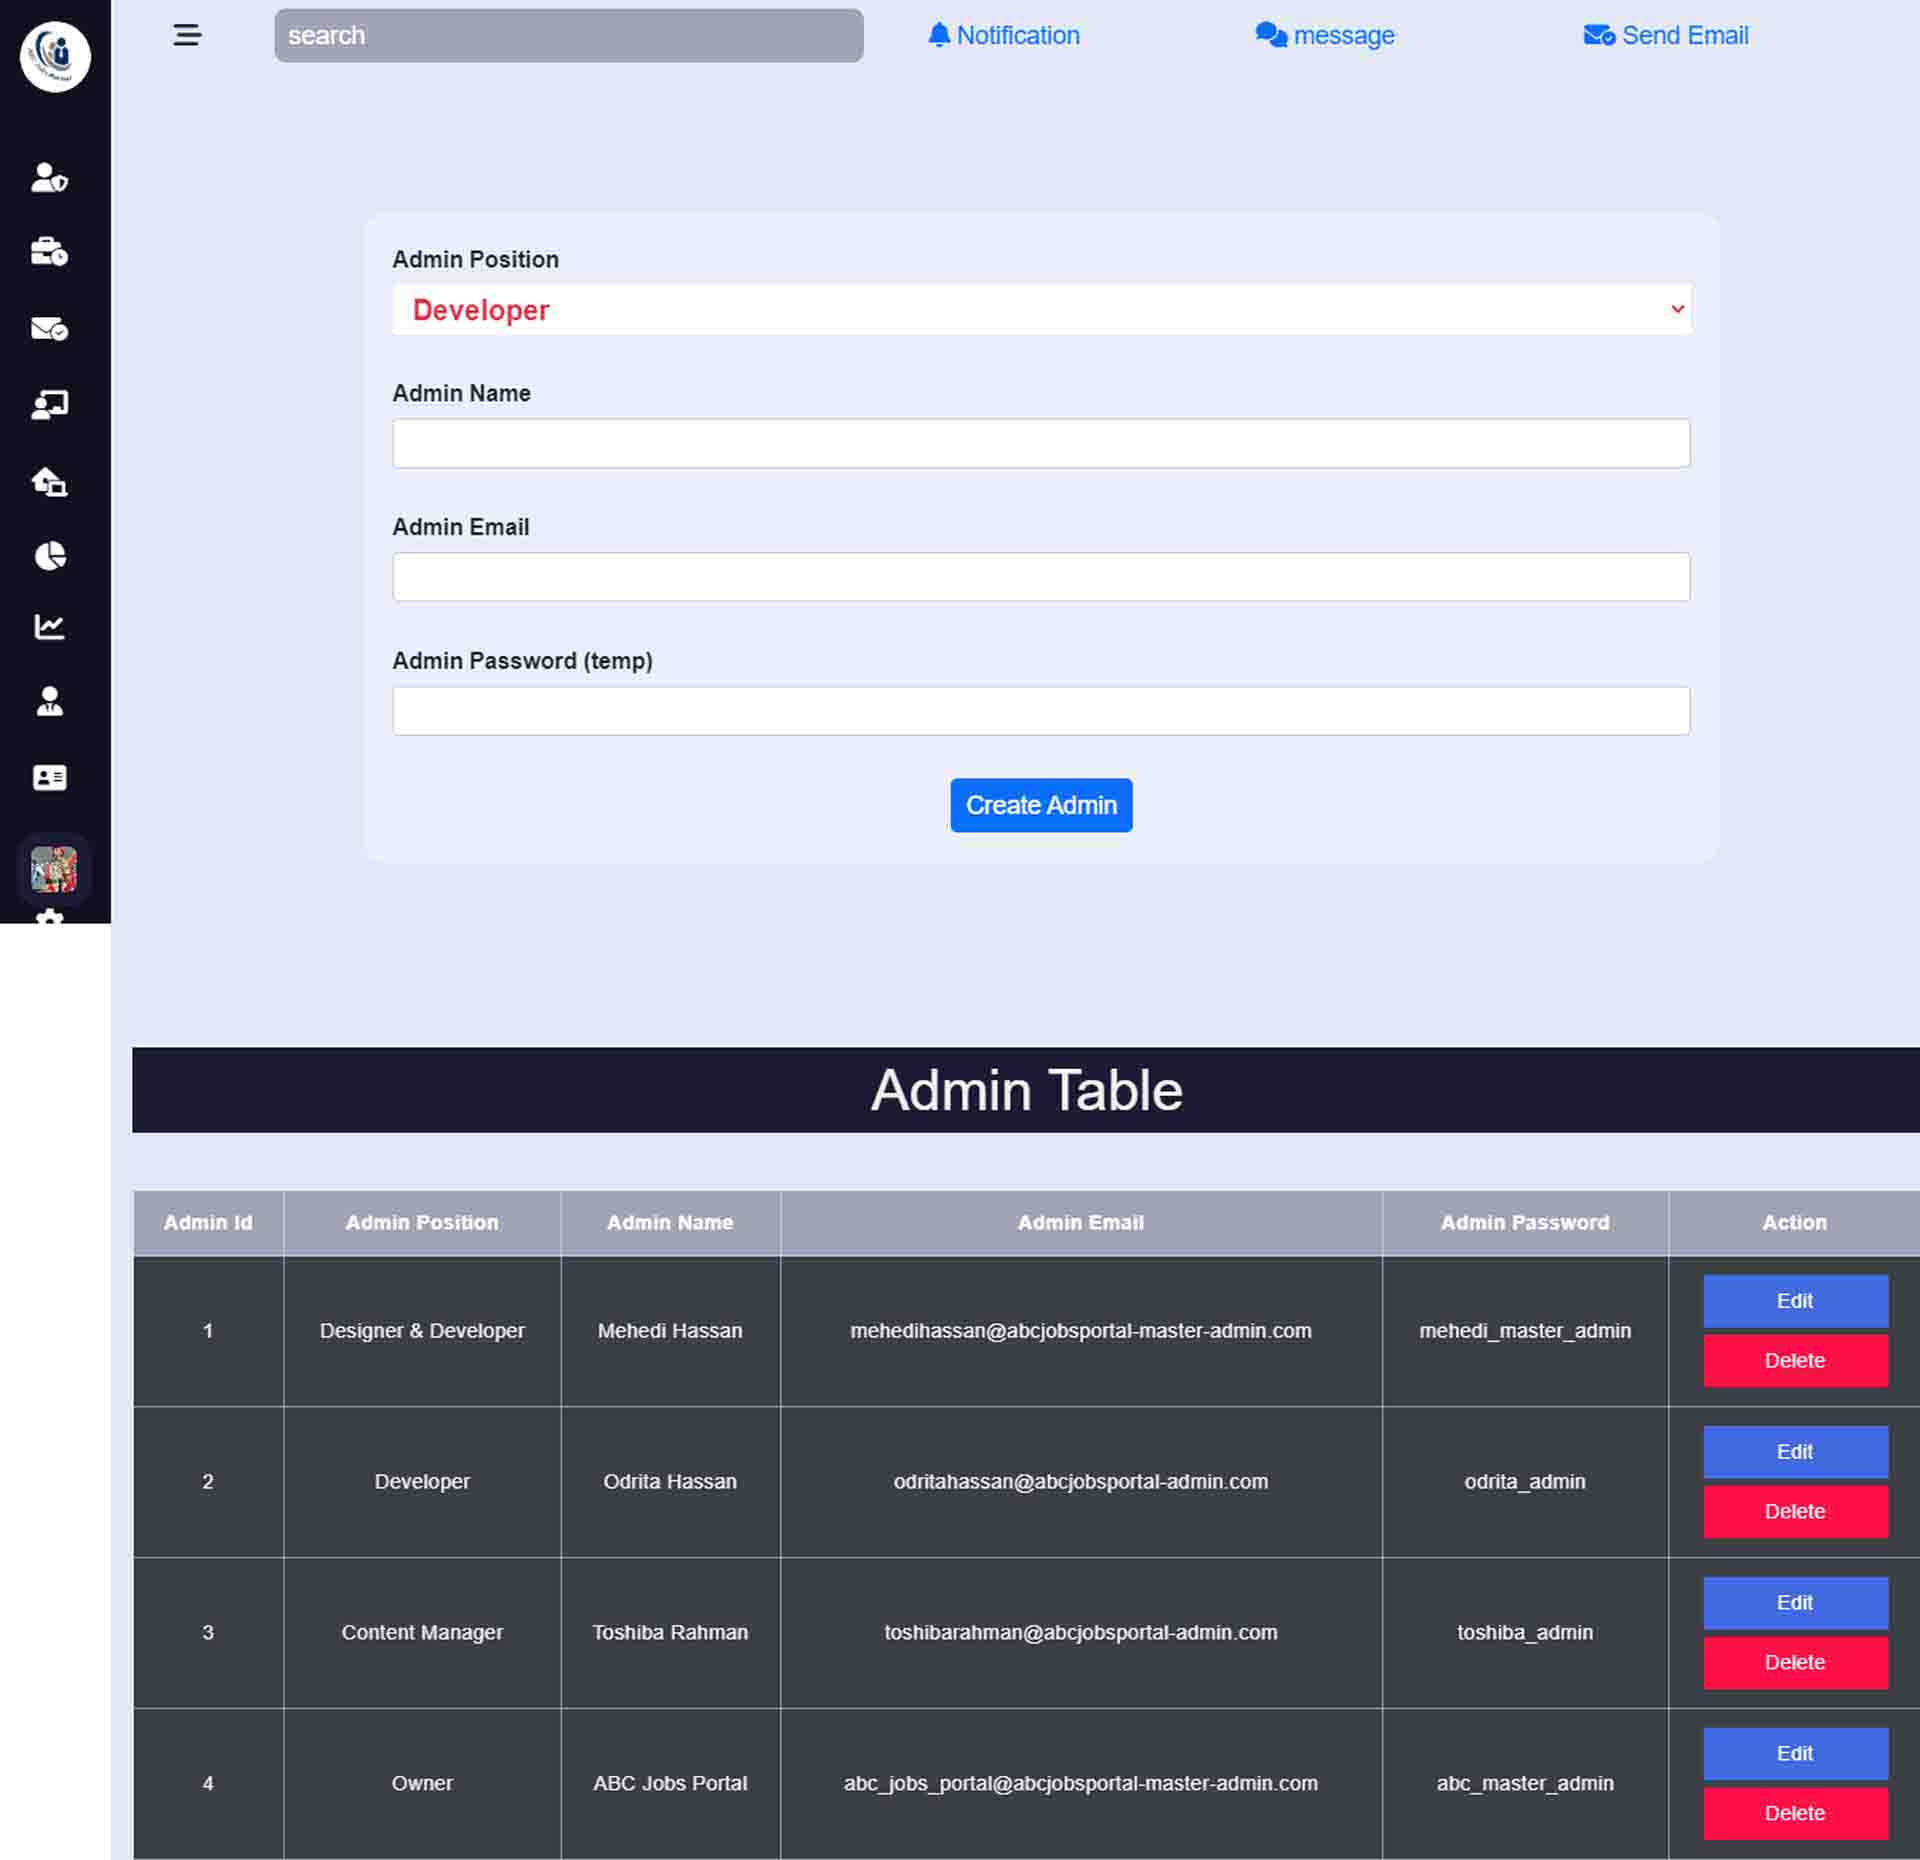 search
Notification
message
Send Email
Admin Position
Developer
Admin Name
Admin Email
Admin Password (temp)
Create Admin
Admin Table
Admin Id Admin Position Admin Name Admin Email Admin Password Action
1 Designer & Developer Mehedi Hassan mehedihassan@abcjobsportal-master-admin.com mehedi_master_admin Edit
Delete
2 Developer Odrita Hassan odritahassan@abcjobsportal-admin.com odrita_admin Edit
Delete
3 Content Manager Toshiba Rahman toshibarahman@abcjobsportal-admin.com toshiba_admin Edit
Delete
4 Owner ABC Jobs Portal abc_jobs_portal@abcjobsportal-master-admin.com abc_master_admin Edit
Delete